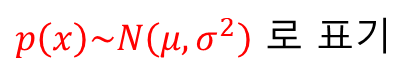 p(x)~N(μ, σ²) 로 표기